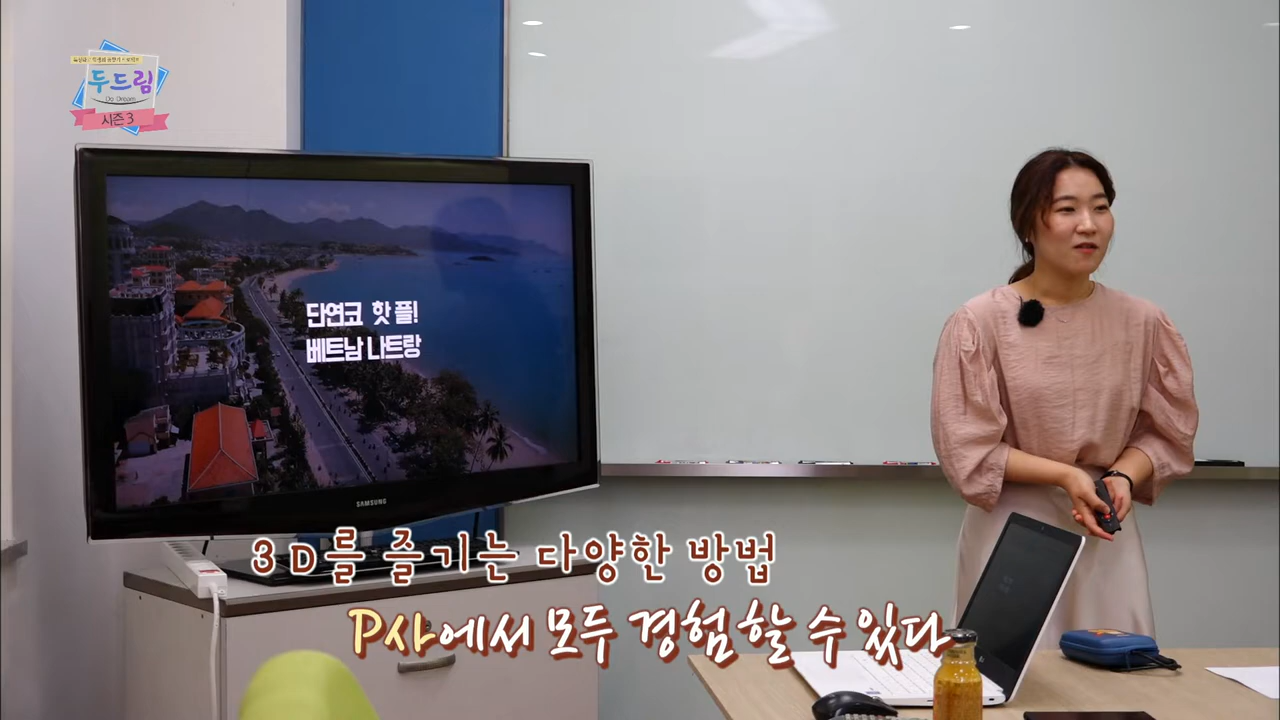 두드림
Do Dream
시즌 3
단연코 핫플!
베트남 나트랑
SAMSUNG
3D를 즐기는 다양한 방법
P사에서 모두 경험 할 수 있다